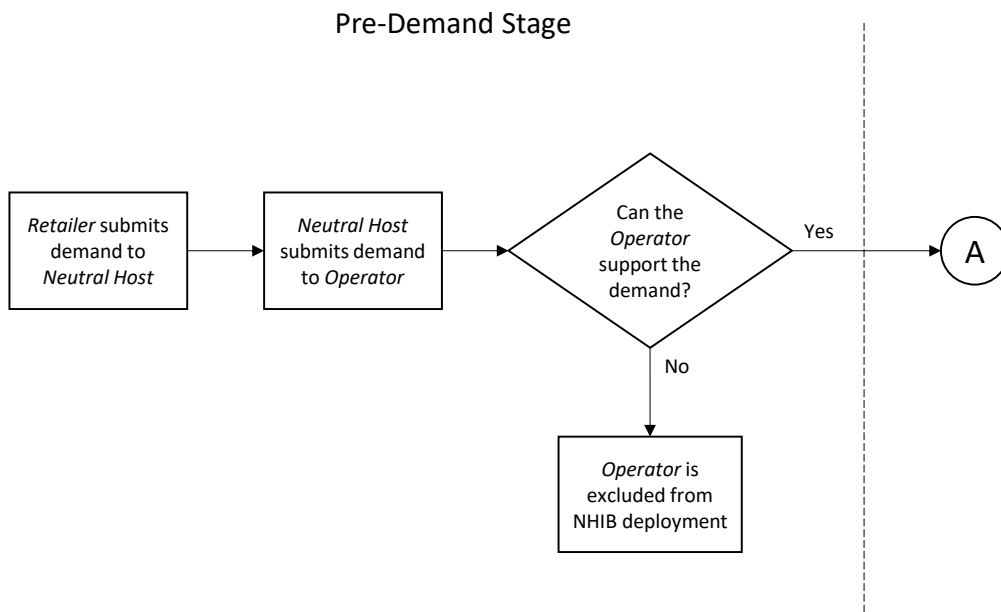 Pre-Demand Stage
Retailer submits
demand to
Neutral Host
Neutral Host
submits demand
to Operator
Can the
Operator
support the
demand?
Yes
A
No
Operator is
excluded from
NHIB deployment